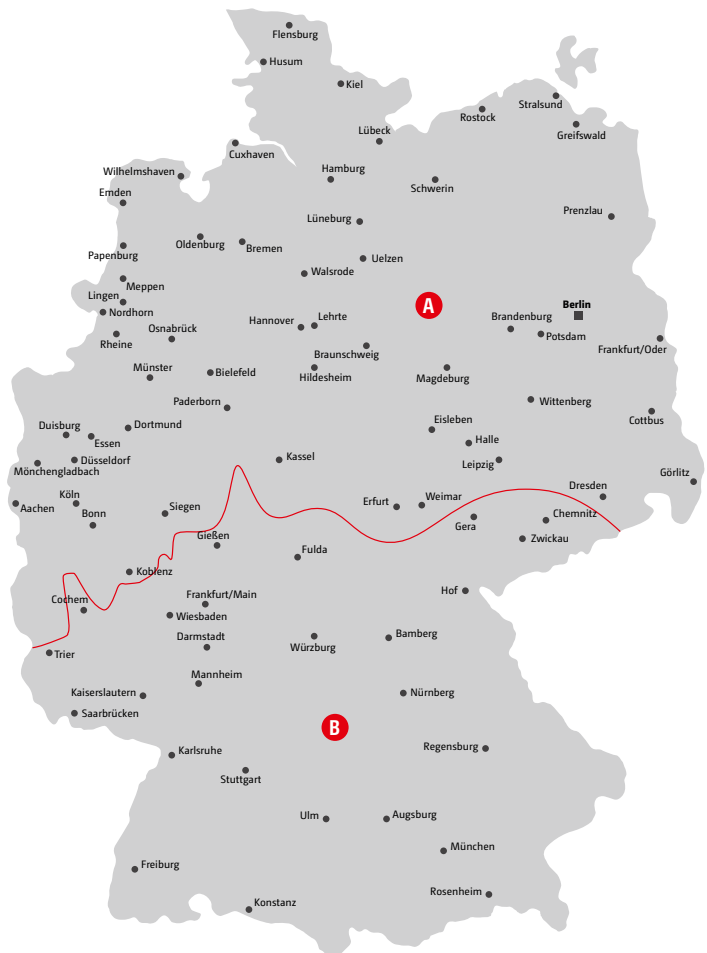 Flensburg
Husum
Kiel
Stralsund
Rostock
Greifswald
Lübeck
Cuxhaven
Hamburg
Wilhelmshaven
Schwerin
Emden
Prenzlau
Lüneburg
Oldenburg
Bremen
Papenburg
Uelzen
Walsrode
Meppen
Lingen
A
Berlin
Nordhorn
Lehrte
Brandenburg
Hannover
Osnabrück
Potsdam
Rheine
Frankfurt/Oder
Braunschweig
Münster
Bielefeld
Hildesheim
Magdeburg
Paderborn
Wittenberg
Cottbus
Eisleben
Duisburg
Dortmund
Essen
Halle
Kassel
Düsseldorf
Leipzig
Mönchengladbach
Görlitz
Dresden
Köln
Weimar
Erfurt
Aachen
Siegen
Bonn
Chemnitz
Gera
Gießen
Zwickau
Fulda
Koblenz
Hof
Frankfurt/Main
Cochem
Wiesbaden
Darmstadt
Bamberg
Würzburg
Trier
Mannheim
Kaiserslautern
Nürnberg
Saarbrücken
B
Regensburg
Karlsruhe
Stuttgart
Ulm
Augsburg
München
Freiburg
Rosenheim
Konstanz